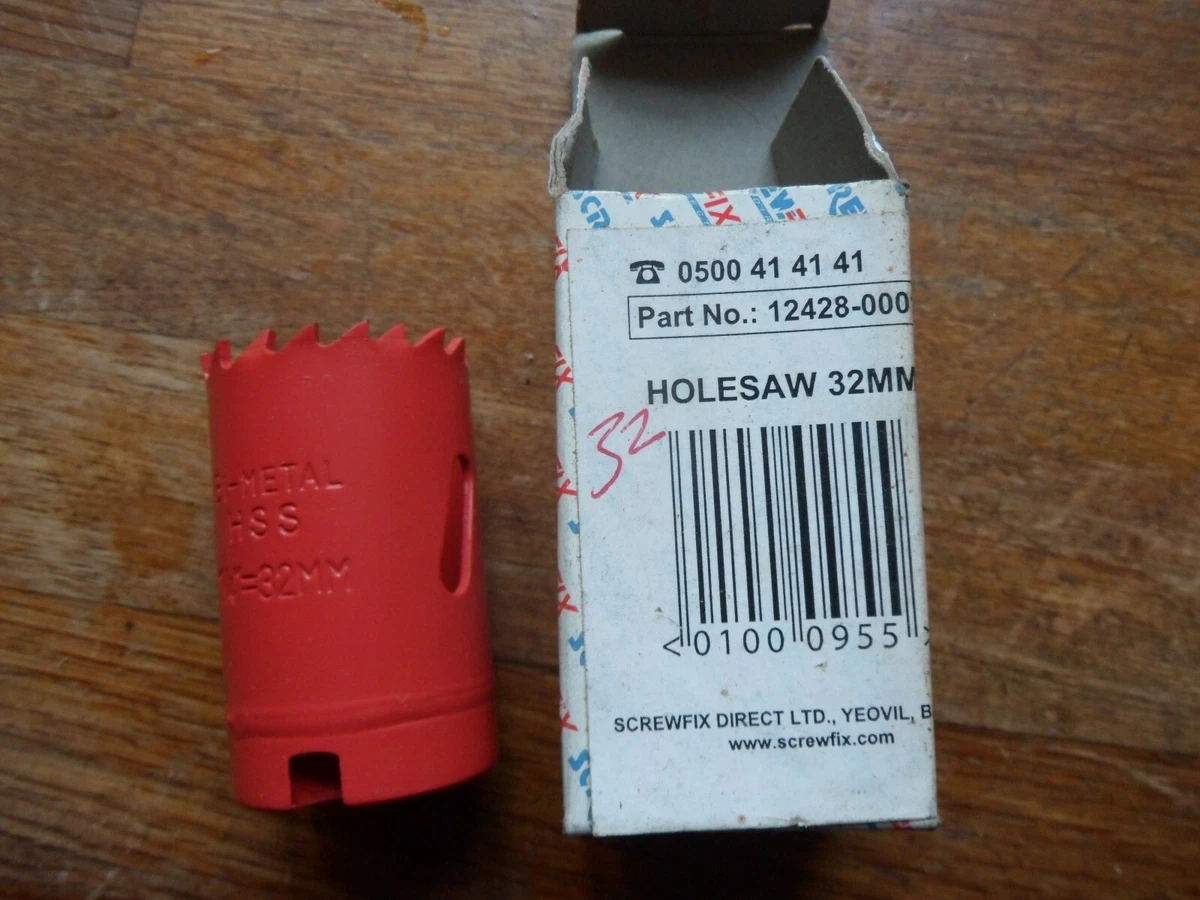 METAL
HSS
=32MM
0500 41 41 41
Part No.: 12428-000
HOLESAW 32MM
32
<0100 0955>
SCREWFIX DIRECT LTD., YEOVIL, B
www.screwfix.com